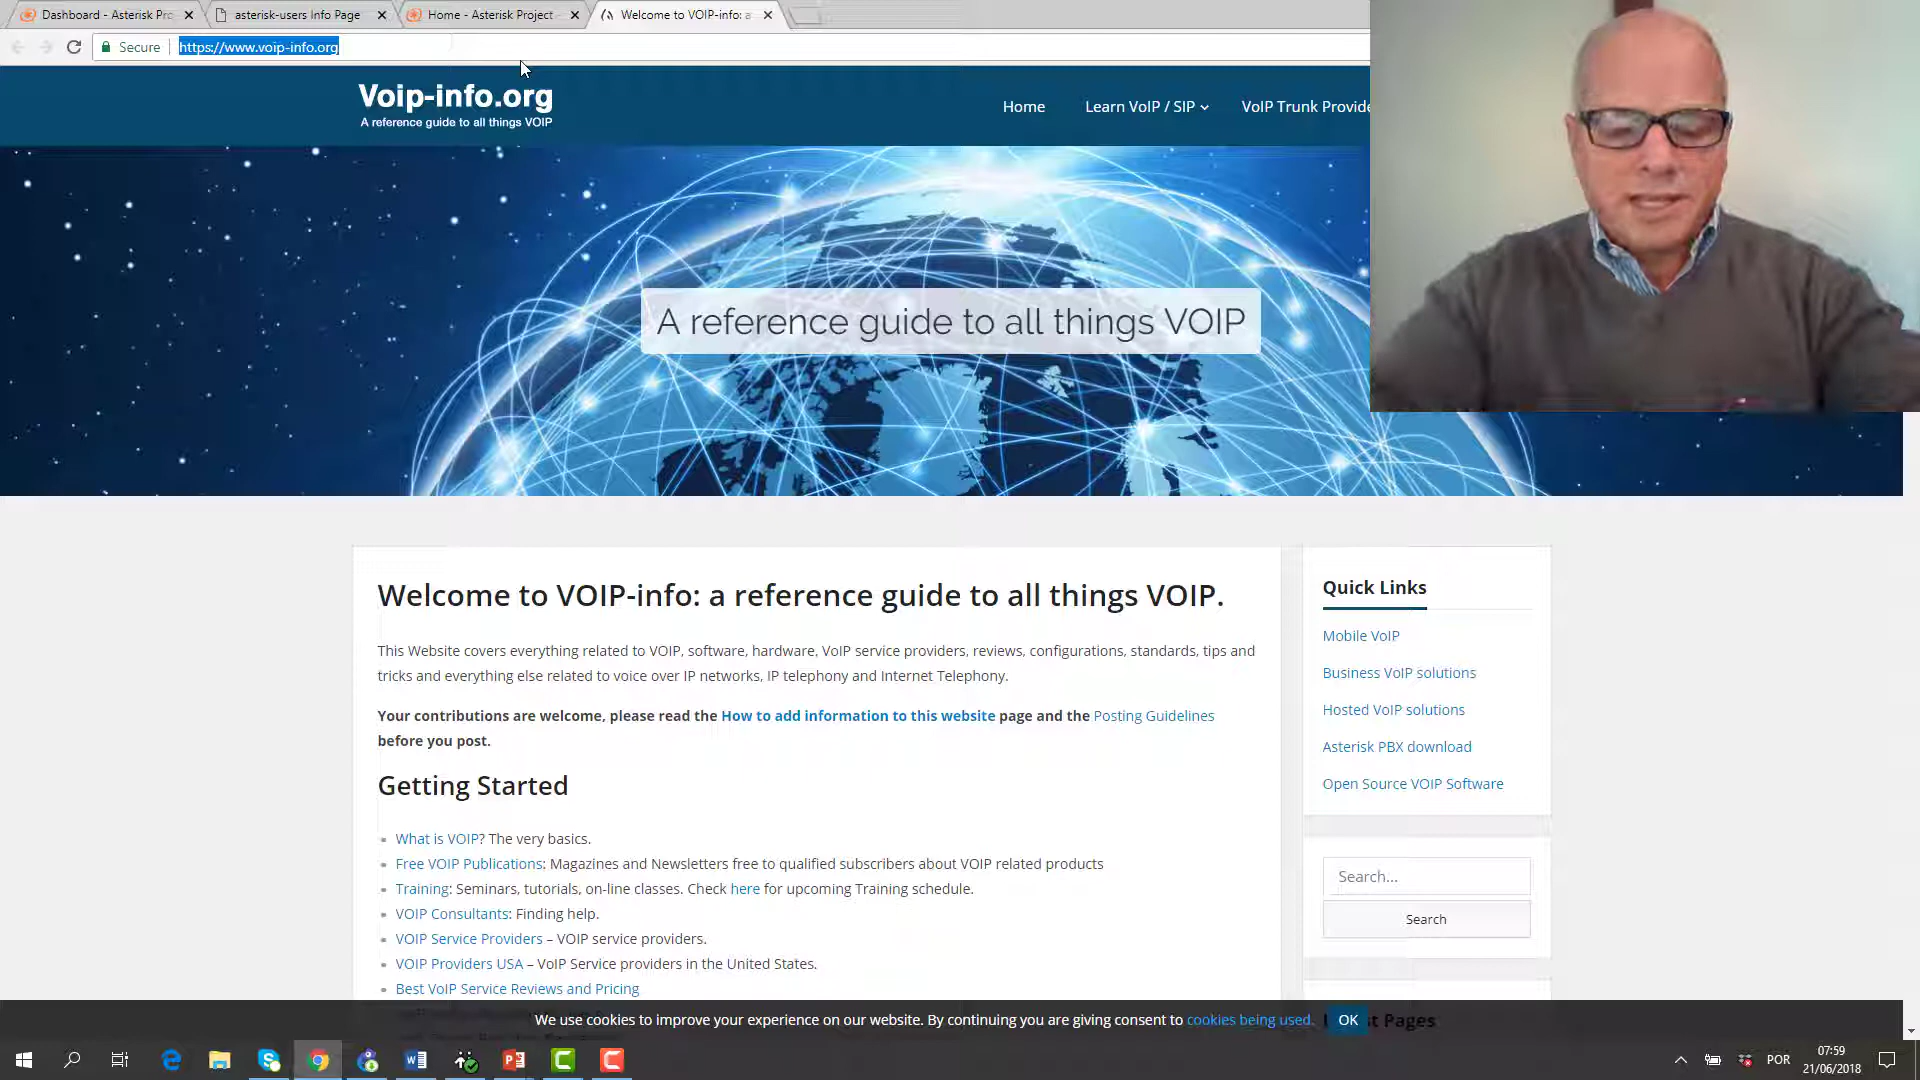 Dashboard - Asterisk Pro
asterisk-users Info Page
Home - Asterisk Project
Welcome to VOIP-info: a
Secure
https://www.voip-info.org
Voip-info.org
A reference guide to all things VOIP
Home
Learn VoIP / SIP
VoIP Trunk Provide
A reference guide to all things VOIP
Welcome to VOIP-info: a reference guide to all things VOIP.
This Website covers everything related to VOIP, software, hardware, VoIP service providers, reviews, configurations, standards, tips and
tricks and everything else related to voice over IP networks, IP telephony and Internet Telephony.
Your contributions are welcome, please read the How to add information to this website page and the Posting Guidelines
before you post.
Getting Started
What is VOIP? The very basics.
Free VOIP Publications: Magazines and Newsletters free to qualified subscribers about VOIP related products
Training: Seminars, tutorials, on-line classes. Check here for upcoming Training schedule.
VOIP Consultants: Finding help.
VOIP Service Providers – VOIP service providers.
VOIP Providers USA – VoIP Service providers in the United States.
Best VoIP Service Reviews and Pricing
Quick Links
Mobile VoIP
Business VoIP solutions
Hosted VoIP solutions
Asterisk PBX download
Open Source VOIP Software
Search...
Search
We use cookies to improve your experience on our website. By continuing you are giving consent to cookies being used.
OK
st Pages
POR
07:59
21/06/2018